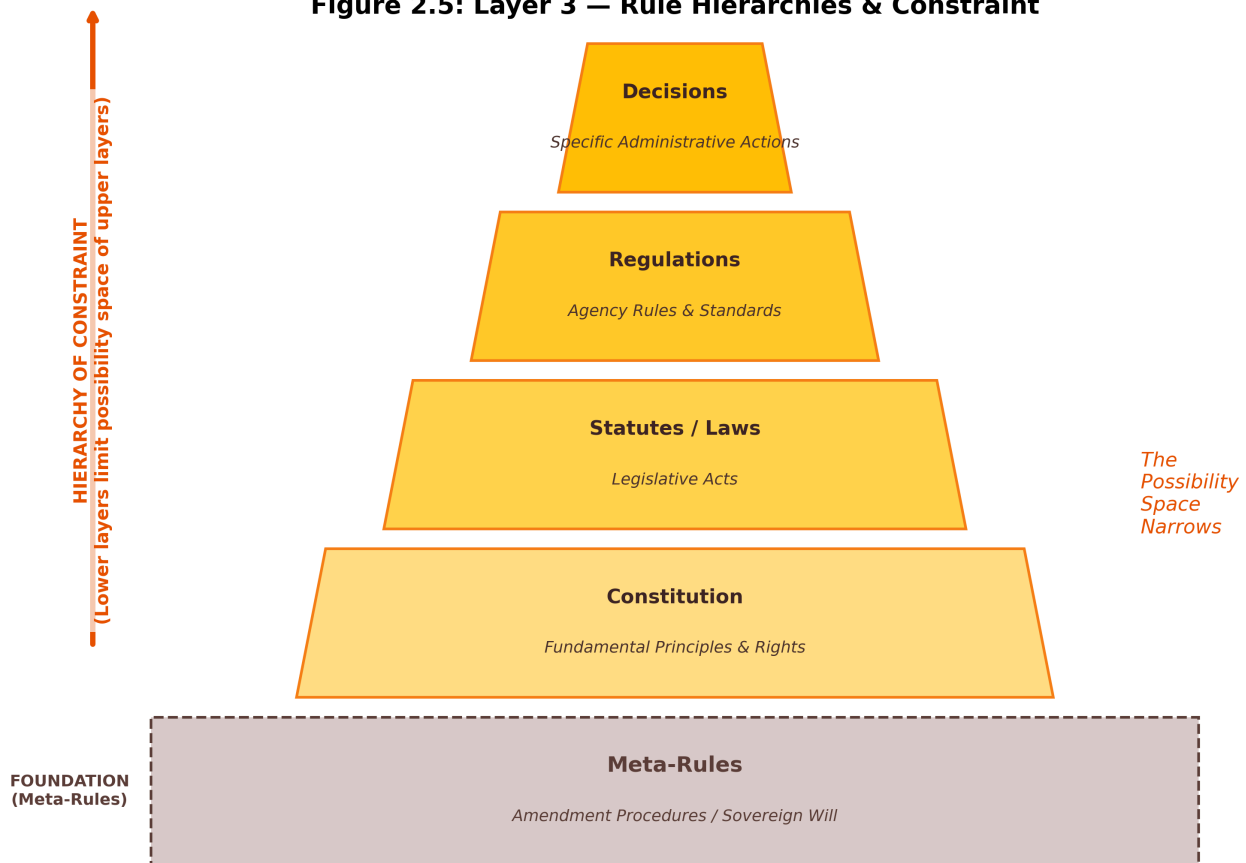 Figure 2.5: Layer 3 — Rule Hierarchies & Constraint
HIERARCHY OF CONSTRAINT
(Lower layers limit possibility space of upper layers)
Decisions
Specific Administrative Actions
Regulations
Agency Rules & Standards
Statutes / Laws
Legislative Acts
The
Possibility
Space
Narrows
Constitution
Fundamental Principles & Rights
FOUNDATION
(Meta-Rules)
Meta-Rules
Amendment Procedures / Sovereign Will